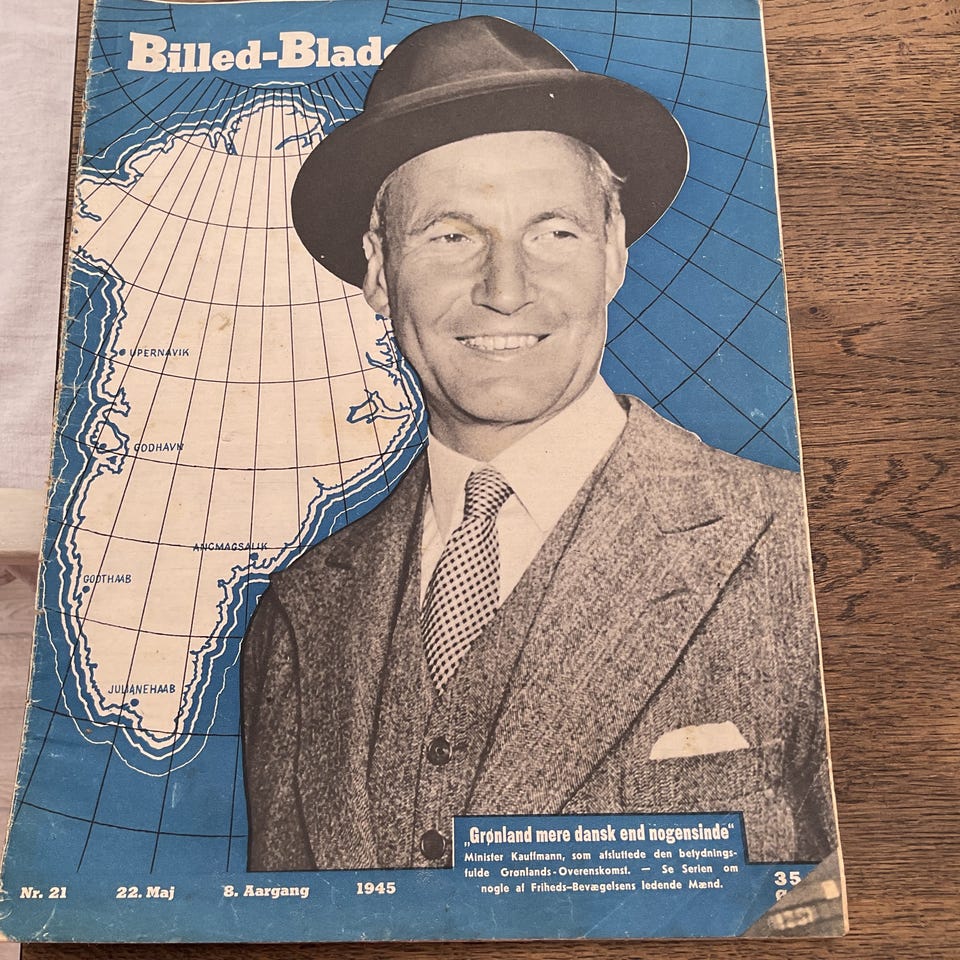 Billed-Blade
UPERNAVIK
GODHAVN
ANGMAGSALIK
GODTHAAB
JULIANEHAAB
„Grønland mere dansk end nogensinde“
Minister Kauffmann, som afsluttede den betydnings-
fulde Grønlands-Overenskomst. — Se Serien om
nogle af Friheds-Bevægelsens ledende Mænd.
Nr. 21 22. Maj 8. Aargang 1945
35